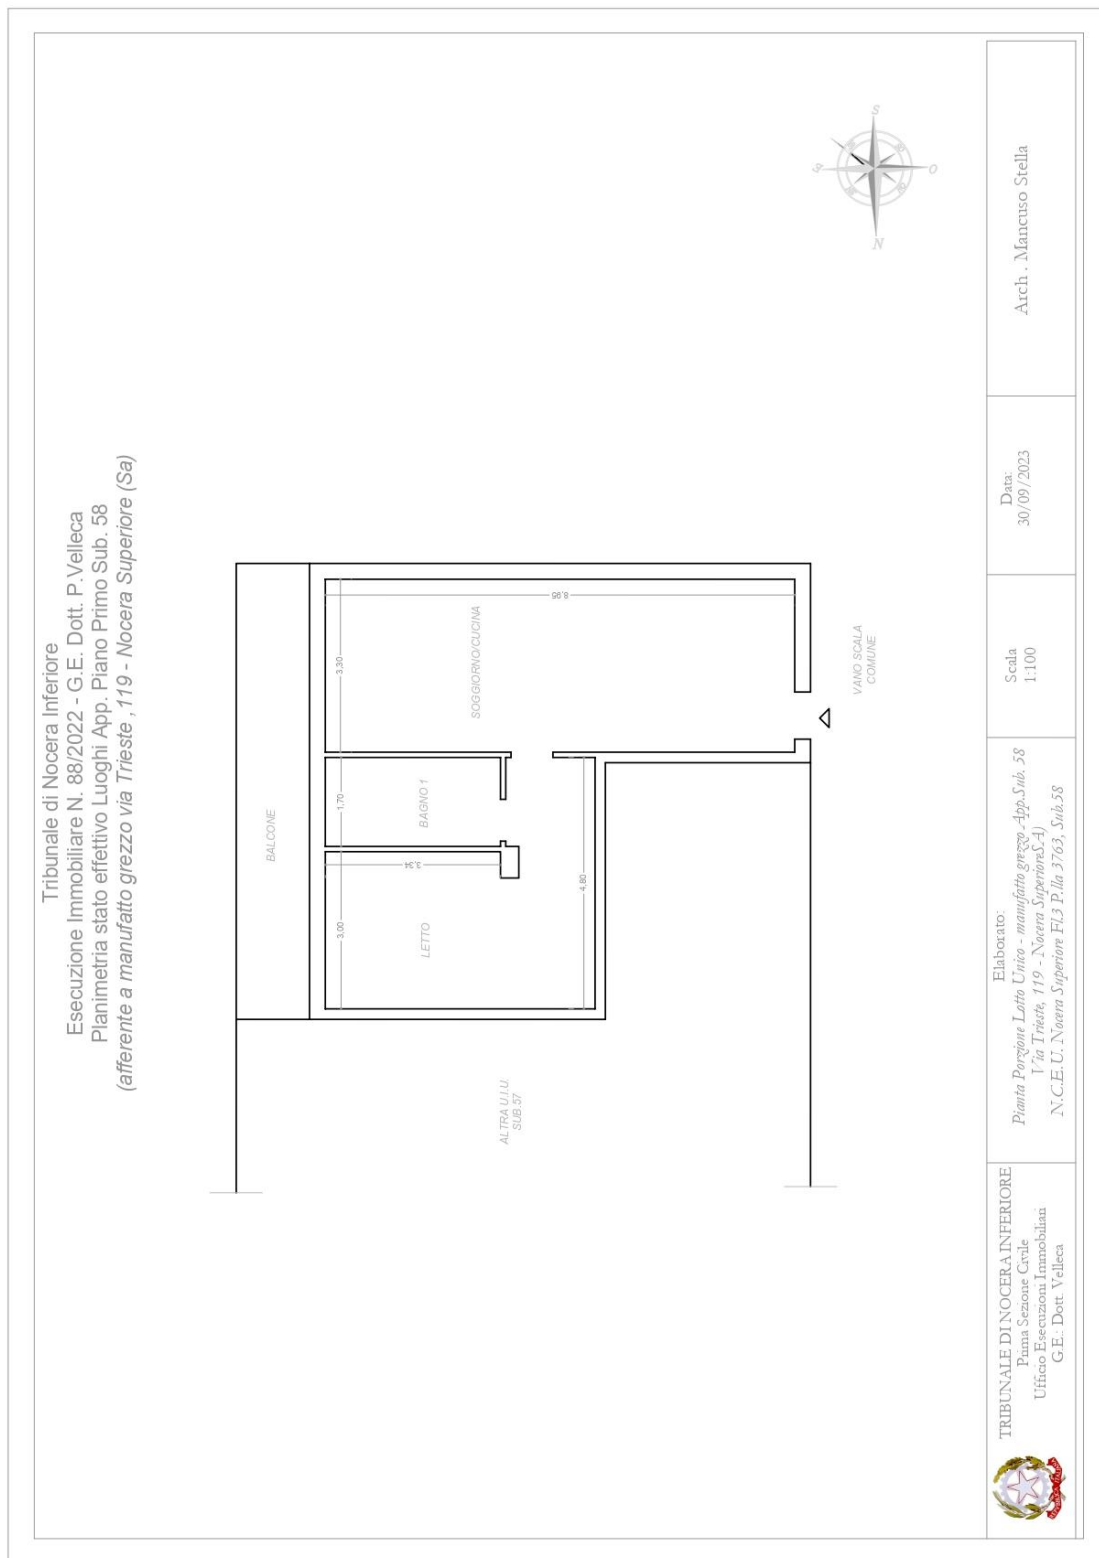 Tribunale di Nocera Inferiore
Esecuzione Immobiliare N. 88/2022 - G.E. Dott. P.Velleca
Planimetria stato effettivo Luoghi App. Piano Primo Sub. 58
(afferente a manufatto grezzo via Trieste ,119 - Nocera Superiore (Sa)
BALCONE
3.00
1.70
3.30
3,34
LETTO
BAGNO 1
SOGGIORNO/CUCINA
8,95
4.80
ALTRA U.I.U.
SUB.57
VANO SCALA
COMUNE
S
O
N
TRIBUNALE DI NOCERA INFERIORE
Prima Sezione Civile
Ufficio Esecuzioni Immobiliari
G.E.: Dott. Velleca
Elaborato:
Pianta Porzione Lotto Unico - manufatto grezzo App.Sub. 58
Via Trieste, 119 - Nocera SuperioreSA)
N.C.E.U. Nocera Superiore Fl.3 P.lla 3763, Sub.58
Scala
1:100
Data:
30/09/2023
Arch . Mancuso Stella